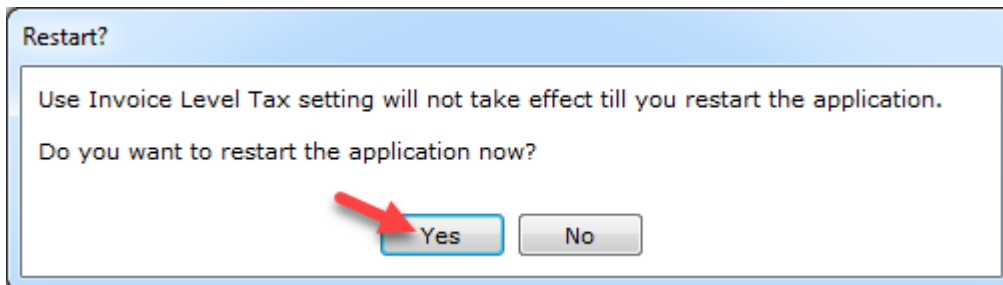 Restart?
Use Invoice Level Tax setting will not take effect till you restart the application.
Do you want to restart the application now?
Yes No